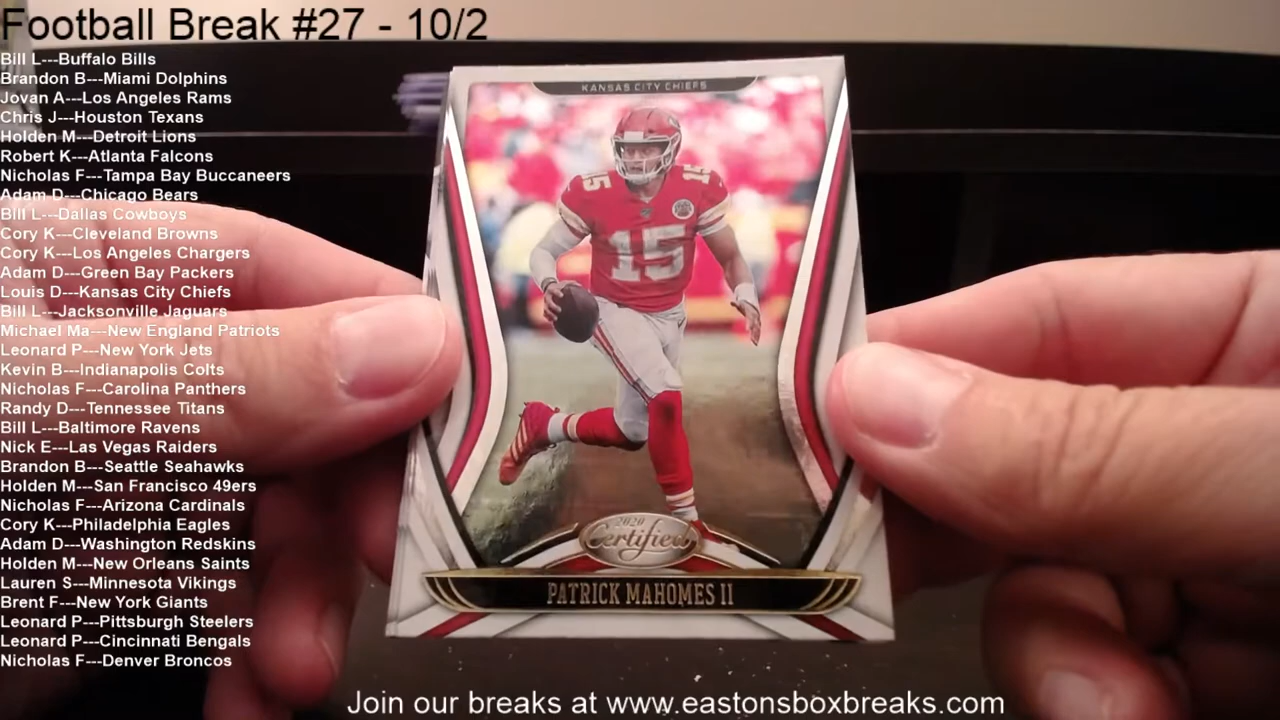 Football Break #27 - 10/2
Bill L---Buffalo Bills
Brandon B---Miami Dolphins
Jovan A---Los Angeles Rams
Chris J---Houston Texans
Holden M---Detroit Lions
Robert K---Atlanta Falcons
Nicholas F---Tampa Bay Buccaneers
Adam D---Chicago Bears
Bill L---Dallas Cowboys
Cory K---Cleveland Browns
Cory K---Los Angeles Chargers
Adam D---Green Bay Packers
Louis D---Kansas City Chiefs
Bill L---Jacksonville Jaguars
Michael Ma---New England Patriots
Leonard P---New York Jets
Kevin B---Indianapolis Colts
Nicholas F---Carolina Panthers
Randy D---Tennessee Titans
Bill L---Baltimore Ravens
Nick E---Las Vegas Raiders
Brandon B---Seattle Seahawks
Holden M---San Francisco 49ers
Nicholas F---Arizona Cardinals
Cory K---Philadelphia Eagles
Adam D---Washington Redskins
Holden M---New Orleans Saints
Lauren S---Minnesota Vikings
Brent F---New York Giants
Leonard P---Pittsburgh Steelers
Leonard P---Cincinnati Bengals
Nicholas F---Denver Broncos
KANSAS CITY CHIEFS
15
15
15
2020
Certified
PATRICK MAHOMES II
Join our breaks at www.eastonsboxbreaks.com